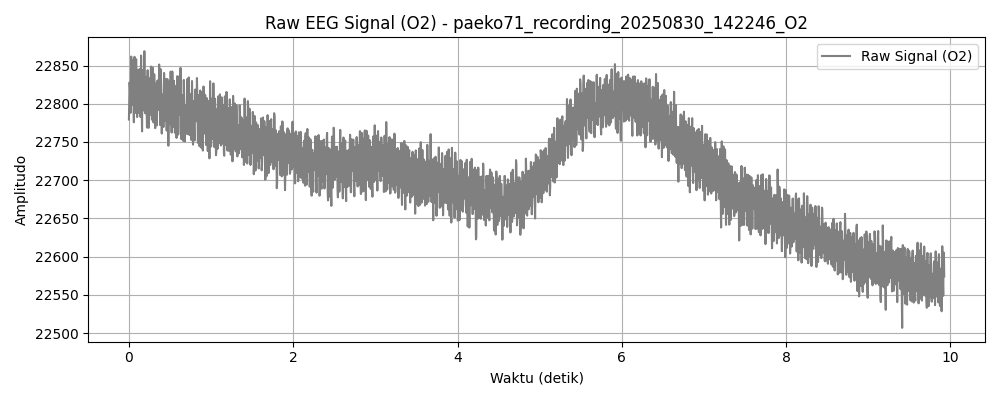 Raw EEG Signal (O2) - paeko71_recording_20250830_142246_O2
Raw Signal (O2)
Amplitudo
22850
22800
22750
22700
22650
22600
22550
22500
0 2 4 6 8 10
Waktu (detik)